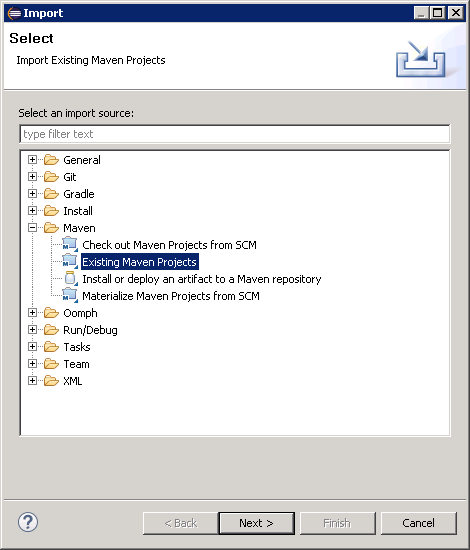 Import
Select
Import Existing Maven Projects
Select an import source:
type filter text
General
Git
Gradle
Install
Maven
Check out Maven Projects from SCM
Existing Maven Projects
Install or deploy an artifact to a Maven repository
Materialize Maven Projects from SCM
Oomph
Run/Debug
Tasks
Team
XML
? < Back Next > Finish Cancel